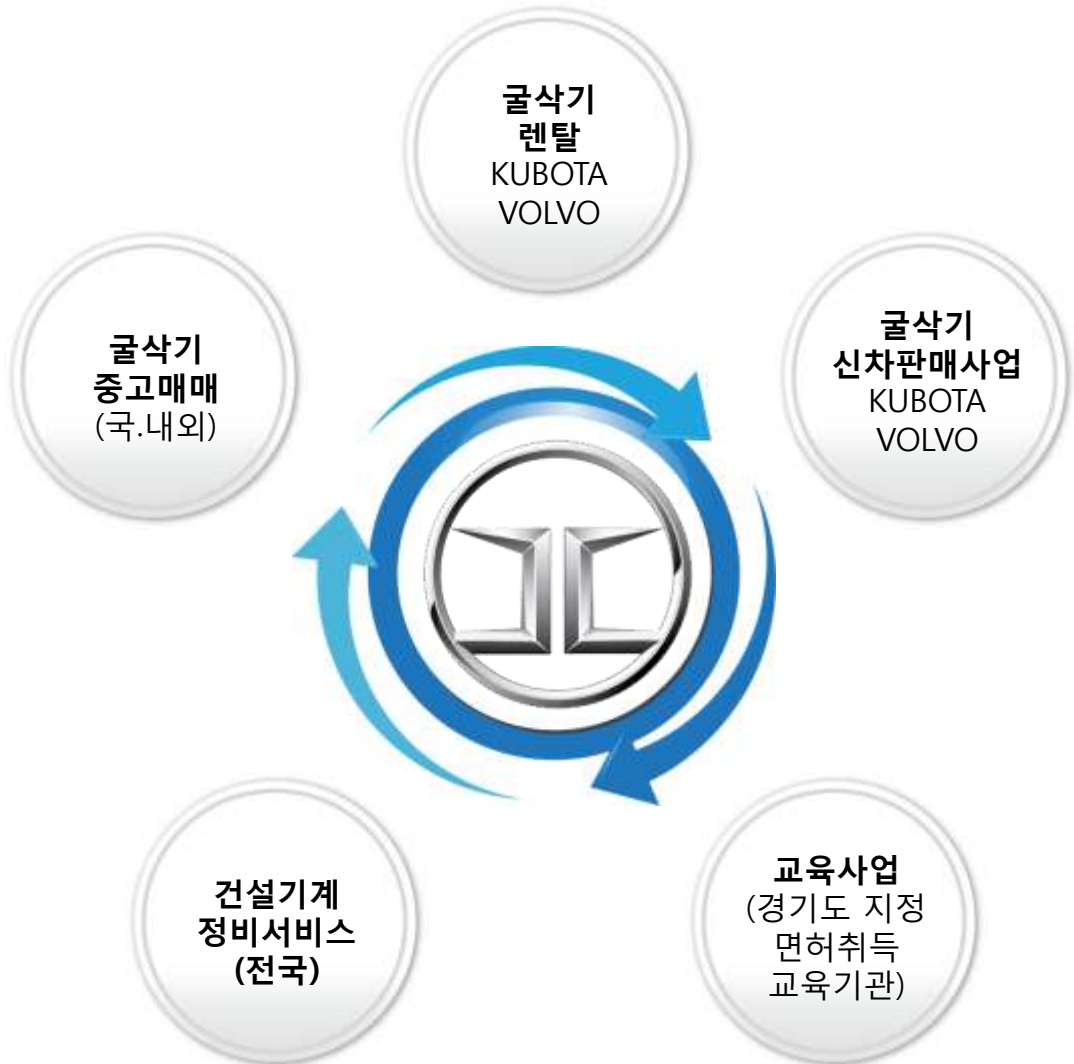 굴삭기
렌탈
KUBOTA
VOLVO
굴삭기
중고매매
(국.내외)
굴삭기
신차판매사업
KUBOTA
VOLVO
건설기계
정비서비스
(전국)
교육사업
(경기도 지정
면허취득
교육기관)